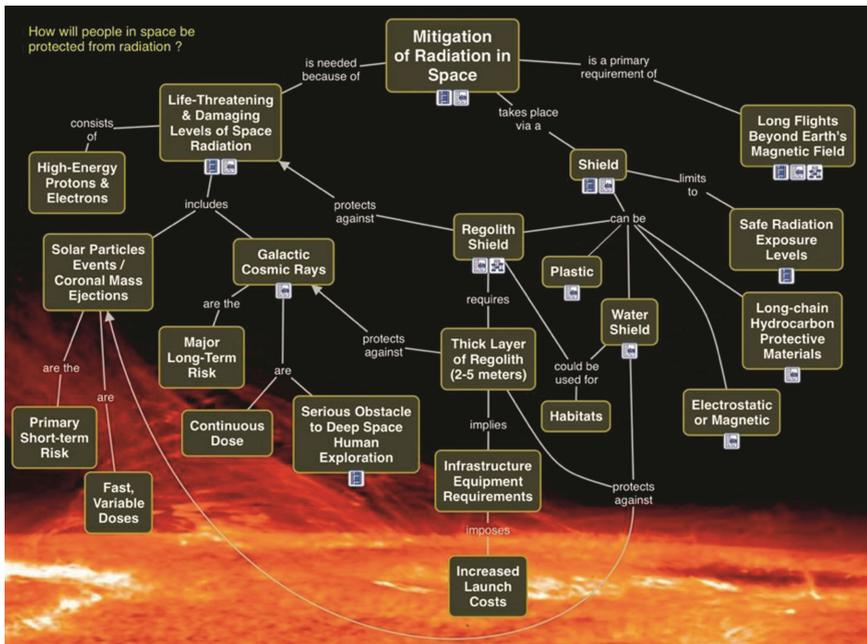 How will people in space be
protected from radiation ?
Mitigation
of Radiation in
Space
is needed
because of
is a primary
requirement of
Life-Threatening
& Damaging
Levels of Space
Radiation
takes place
via a
Long Flights
Beyond Earth's
Magnetic Field
consists
of
High-Energy
Protons &
Electrons
Shield
limits
to
includes
protects
against
can be
Safe Radiation
Exposure
Levels
Solar Particles
Events /
Coronal Mass
Ejections
Galactic
Cosmic Rays
Regolith
Shield
Plastic
are the
requires
Water
Shield
Long-chain
Hydrocarbon
Protective
Materials
Major
Long-Term
Risk
protects
against
Thick Layer
of Regolith
(2-5 meters)
could be
used for
are the
are
are
Habitats
Electrostatic
or Magnetic
Primary
Short-term
Risk
Continuous
Dose
Serious Obstacle
to Deep Space
Human
Exploration
implies
Fast,
Variable
Doses
Infrastructure
Equipment
Requirements
protects
against
imposes
Increased
Launch
Costs